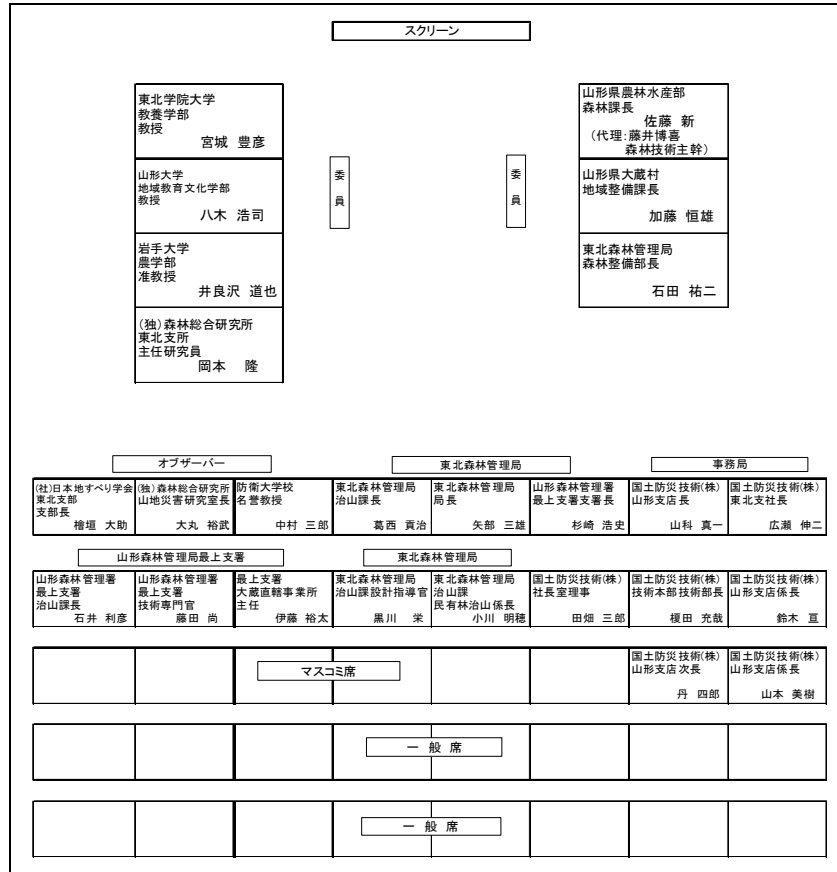 スクリーン
東北学院大学
教養学部
教授
宮城 豊彦
山形大学
地域教育文化学部
教授
八木 浩司
岩手大学
農学部
准教授
井良沢 道也
(独)森林総合研究所
東北支所
主任研究員
岡本 隆
委員
委員
山形県農林水産部
森林課長
佐藤 新
(代理:藤井博喜
森林技術主幹)
山形県大蔵村
地域整備課長
加藤 恒雄
東北森林管理局
森林整備部長
石田 祐二
オブザーバー
東北森林管理局
事務局
(社)日本地すべり学会
東北支部
支部長
檜垣 大助
(独)森林総合研究所
山地災害研究室長
大丸 裕武
防衛大学校
名誉教授
中村 三郎
東北森林管理局
治山課長
葛西 貢治
東北森林管理局
局長
矢部 三雄
山形森林管理署
最上支署支署長
杉崎 浩史
国土防災技術(株)
山形支店長
山科 真一
国土防災技術(株)
東北支社長
広瀬 伸二
山形森林管理局最上支署
東北森林管理局
山形森林管理署
最上支署
治山課長
石井 利彦
山形森林管理署
最上支署
技術専門官
藤田 尚
最上支署
大蔵直轄事業所
主任
伊藤 裕太
東北森林管理局
治山課設計指導官
黒川 栄
東北森林管理局
治山課
民有林治山係長
小川 明穂
国土防災技術(株)
社長室理事
田畑 三郎
国土防災技術(株)
技術本部技術部長
榎田 充哉
国土防災技術(株)
山形支店係長
鈴木 亘
マスコミ席
国土防災技術(株)
山形支店次長
丹 四郎
国土防災技術(株)
山形支店係長
山本 美樹
一般席
一般席